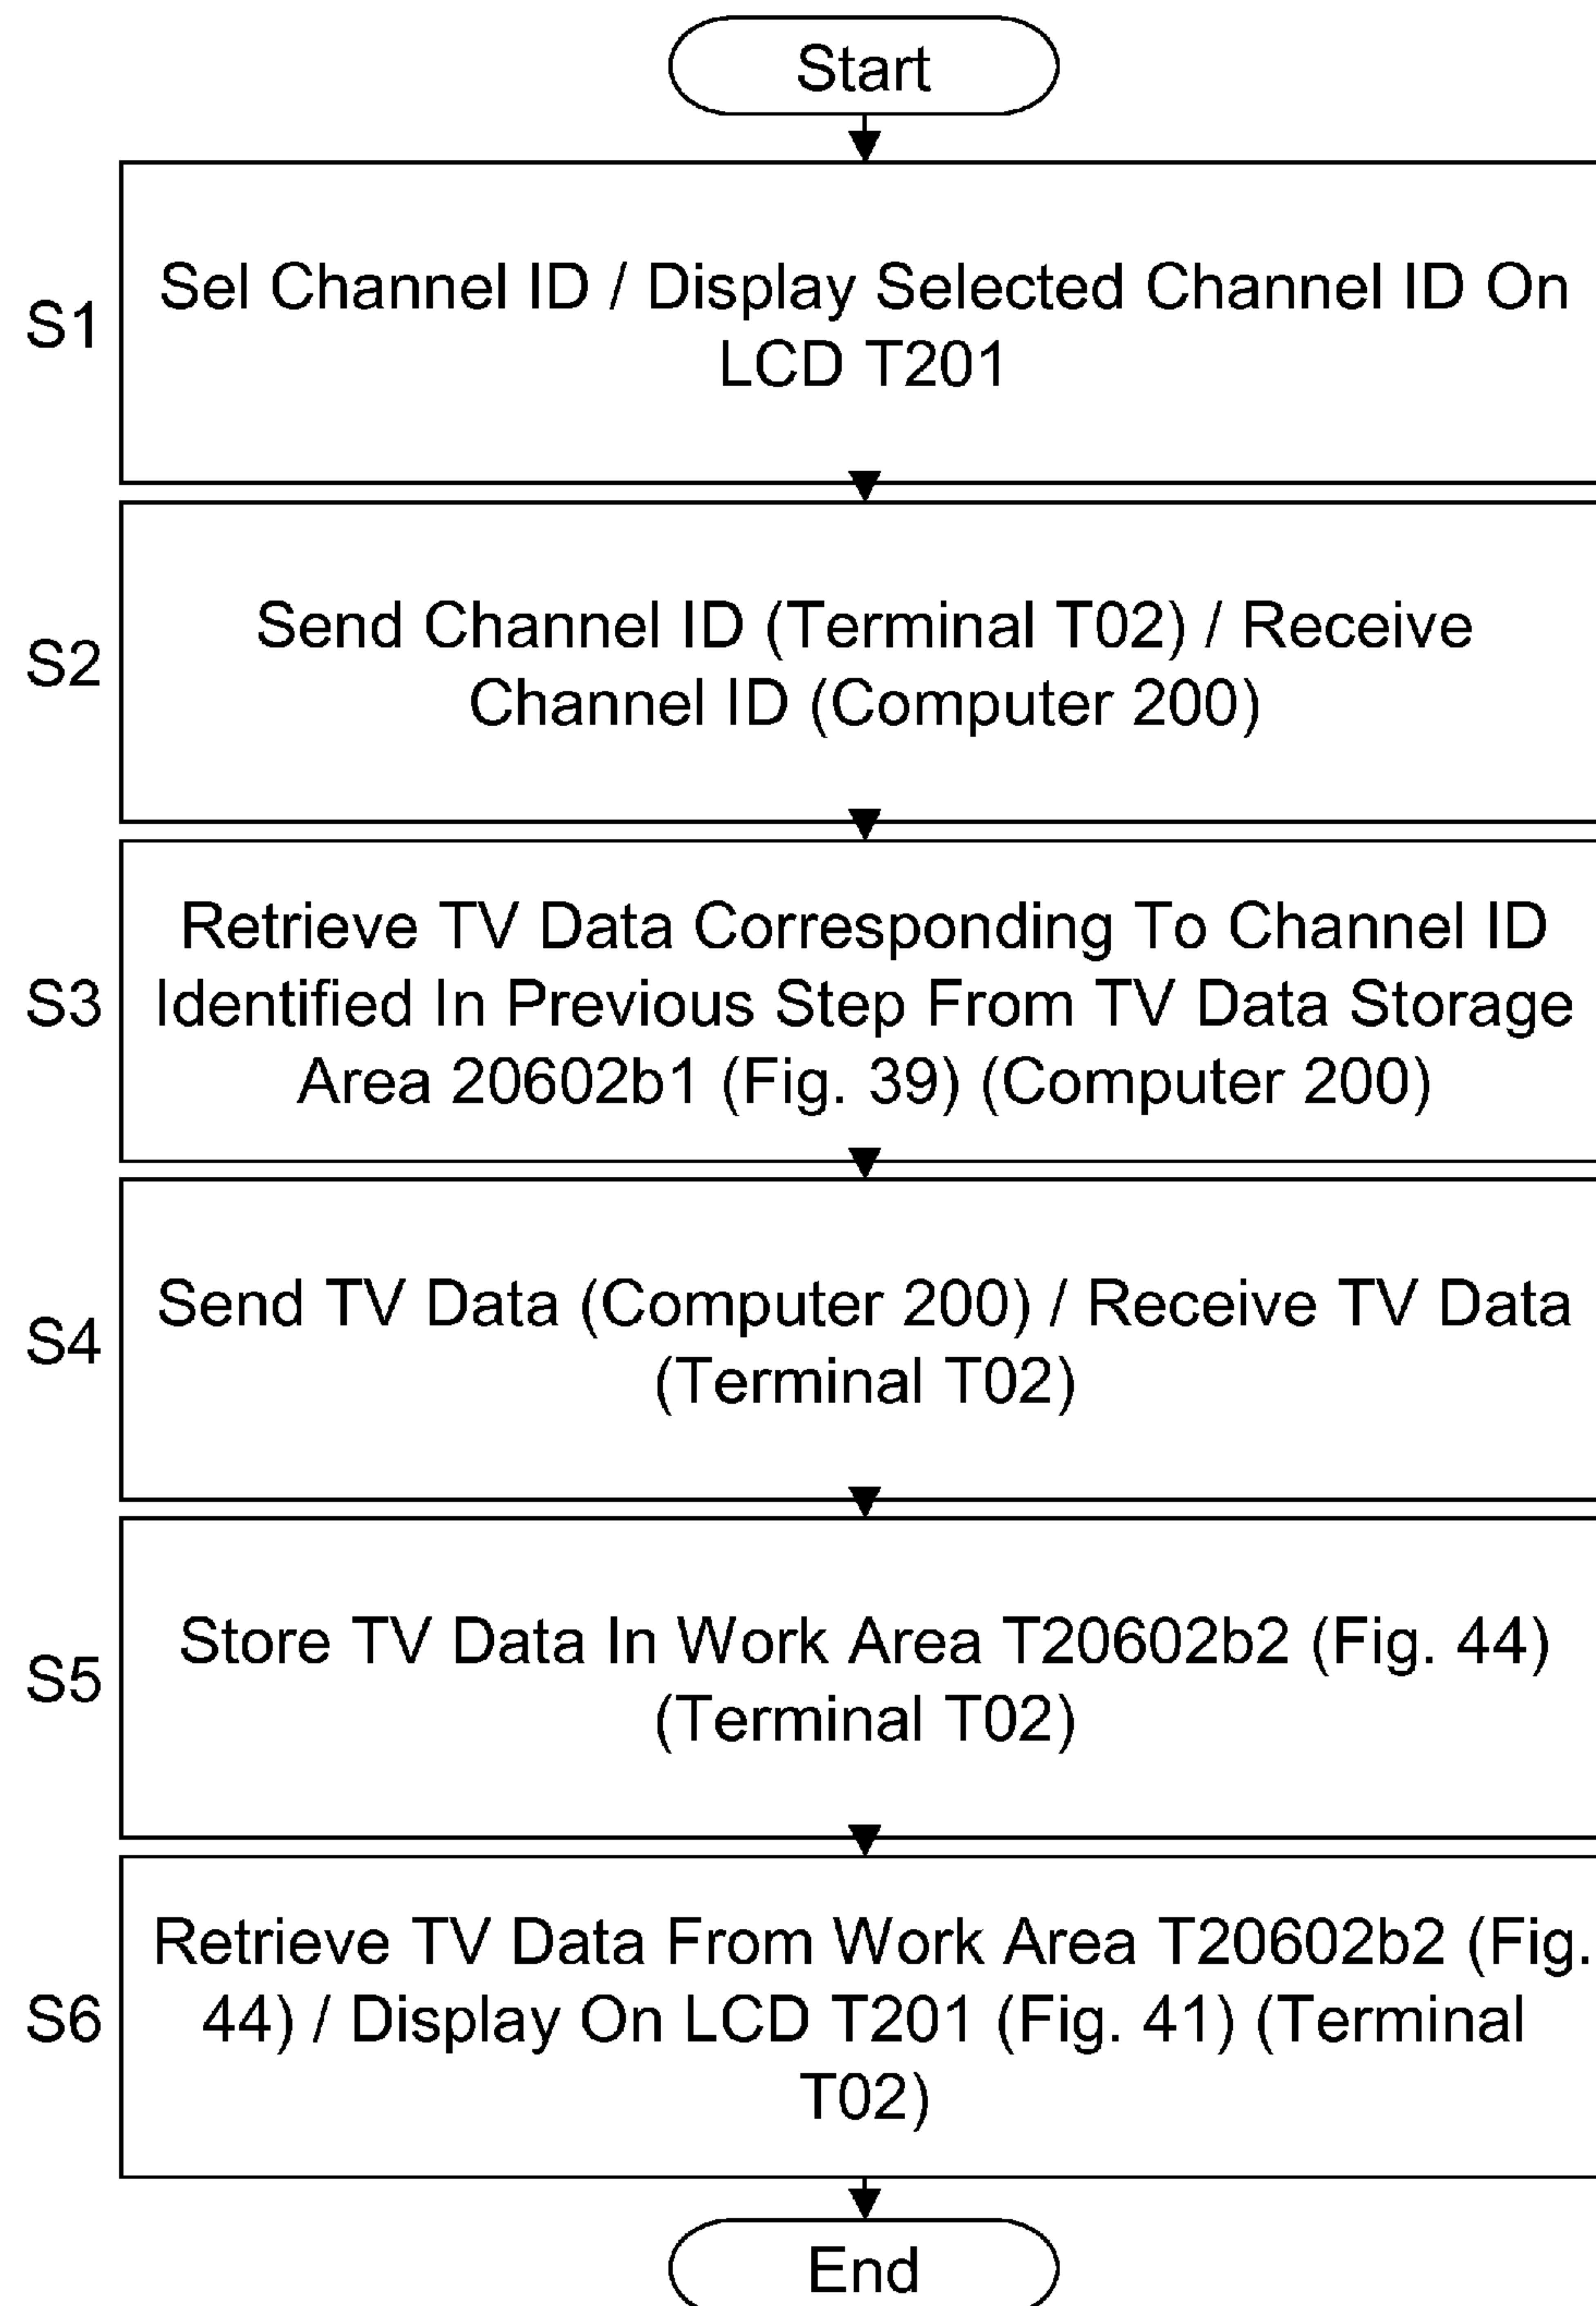 Start
S1
Sel Channel ID / Display Selected Channel ID On
LCD T201
S2
Send Channel ID (Terminal T02) / Receive
Channel ID (Computer 200)
S3
Retrieve TV Data Corresponding To Channel ID
Identified In Previous Step From TV Data Storage
Area 20602b1 (Fig. 39) (Computer 200)
S4
Send TV Data (Computer 200) / Receive TV Data
(Terminal T02)
S5
Store TV Data In Work Area T20602b2 (Fig. 44)
(Terminal T02)
S6
Retrieve TV Data From Work Area T20602b2 (Fig.
44) / Display On LCD T201 (Fig. 41) (Terminal
T02)
End